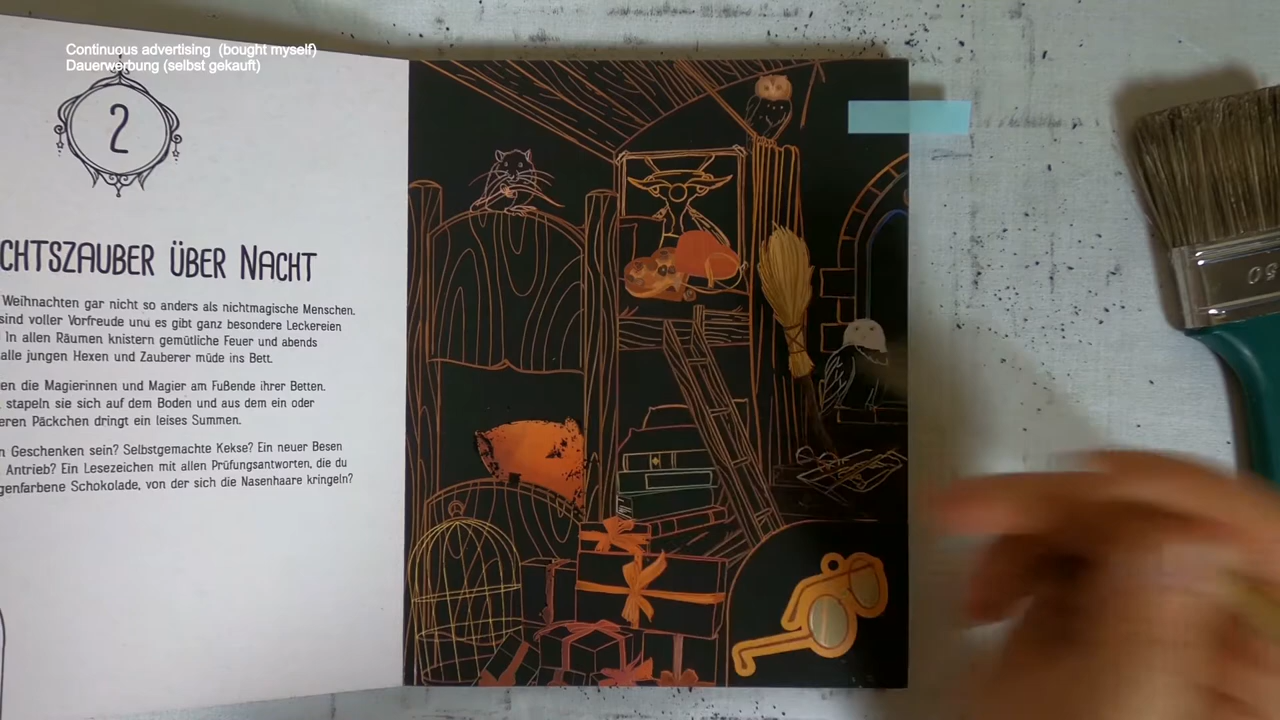 Continuous advertising (bought myself)
Dauerwerbung (selbst gekauft)
2
CHTSZAUBER ÜBER NACHT
Weihnachten gar nicht so anders als nichtmagische Menschen.
sind voller Vorfreude und es gibt ganz besondere Leckereien
In allen Räumen knistern gemütliche Feuer und abends
alle jungen Hexen und Zauberer müde ins Bett.
en die Magierinnen und Magier am Fußende ihrer Betten.
stapeln sie sich auf dem Boden und aus dem ein oder
eren Päckchen dringt ein leises Summen.
n Geschenken sein? Selbstgemachte Kekse? Ein neuer Besen
Antrieb? Ein Lesezeichen mit allen Prüfungsantworten, die du
genfarbene Schokolade, von der sich die Nasenhaare kringeln?
50